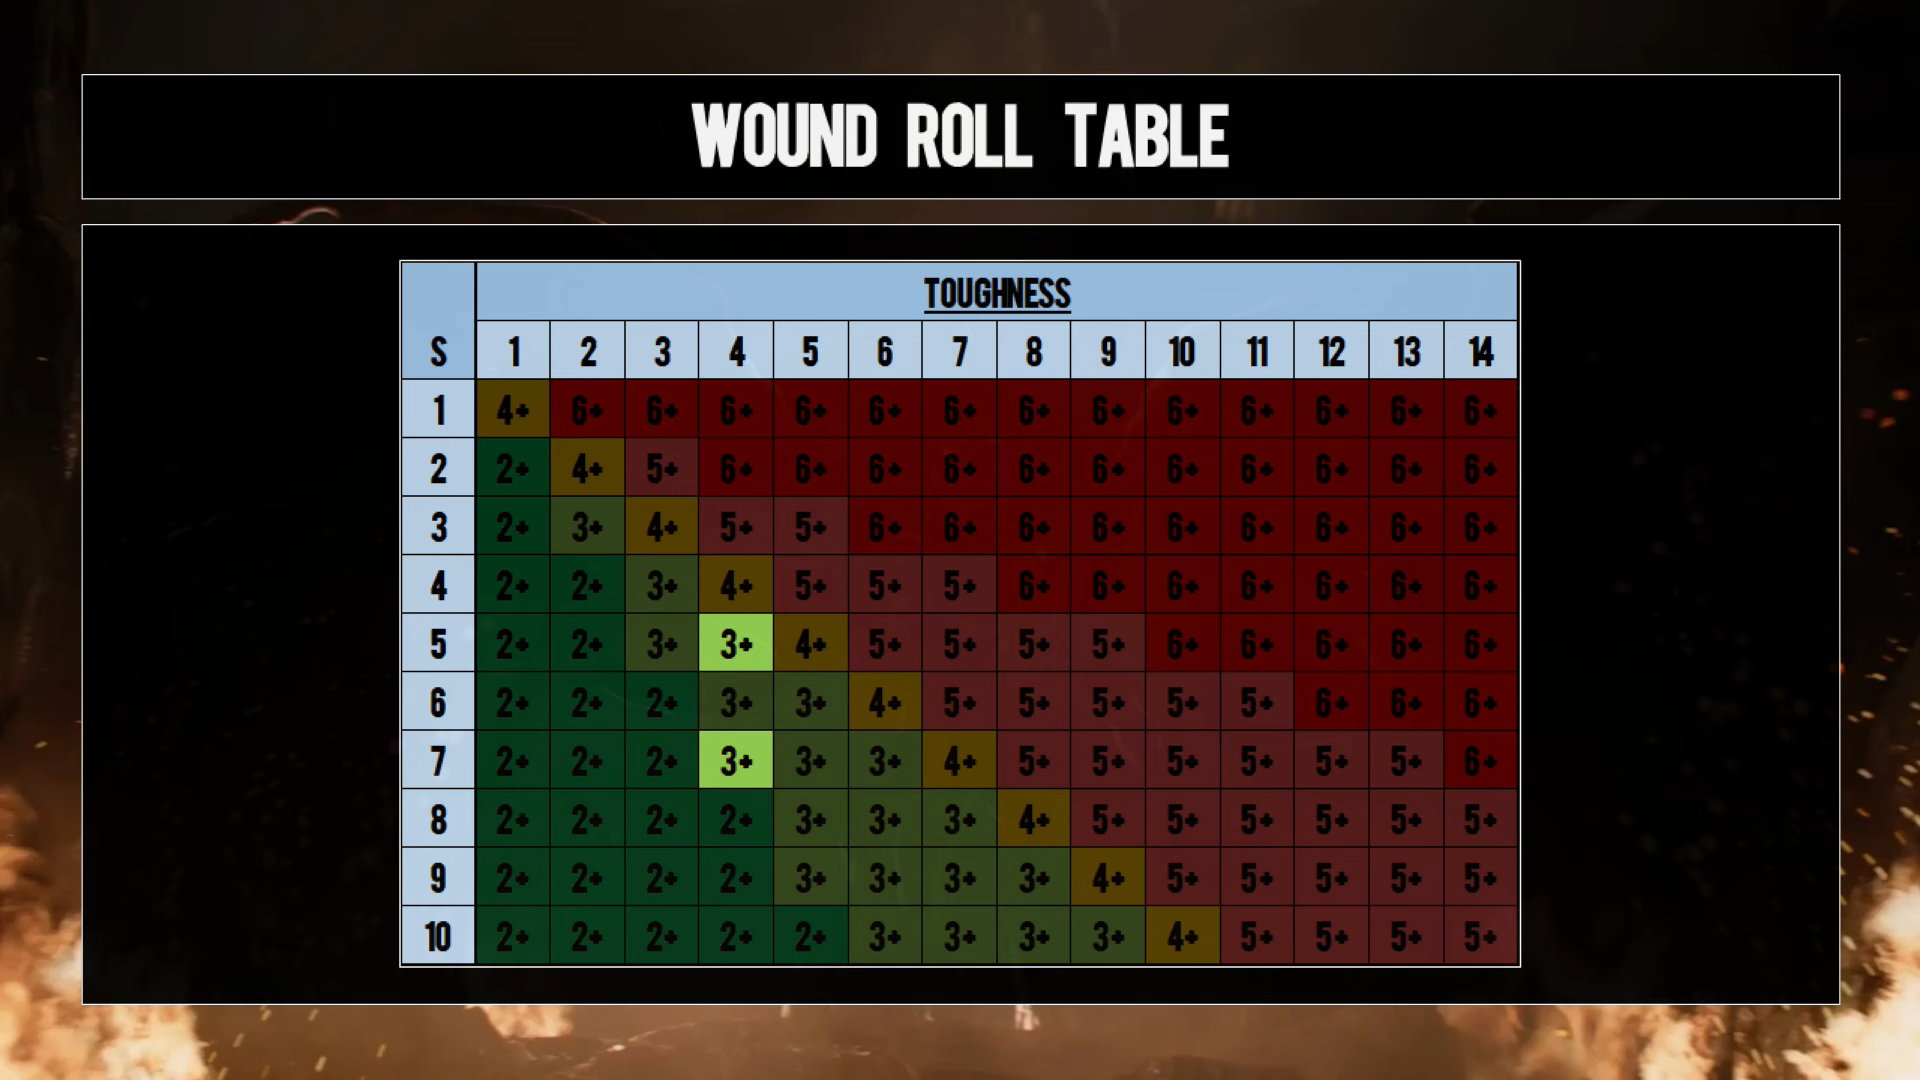 WOUND ROLL TABLE
TOUGHNESS
S 1 2 3 4 5 6 7 8 9 10 11 12 13 14
1 4+ 6+ 6+ 6+ 6+ 6+ 6+ 6+ 6+ 6+ 6+ 6+ 6+ 6+
2 2+ 4+ 5+ 6+ 6+ 6+ 6+ 6+ 6+ 6+ 6+ 6+ 6+ 6+
3 2+ 3+ 4+ 5+ 5+ 6+ 6+ 6+ 6+ 6+ 6+ 6+ 6+ 6+
4 2+ 2+ 3+ 4+ 5+ 5+ 5+ 6+ 6+ 6+ 6+ 6+ 6+ 6+
5 2+ 2+ 3+ 3+ 4+ 5+ 5+ 5+ 5+ 6+ 6+ 6+ 6+ 6+
6 2+ 2+ 2+ 3+ 3+ 4+ 5+ 5+ 5+ 5+ 5+ 6+ 6+ 6+
7 2+ 2+ 2+ 3+ 3+ 3+ 4+ 5+ 5+ 5+ 5+ 5+ 5+ 6+
8 2+ 2+ 2+ 2+ 3+ 3+ 3+ 4+ 5+ 5+ 5+ 5+ 5+ 5+
9 2+ 2+ 2+ 2+ 3+ 3+ 3+ 3+ 4+ 5+ 5+ 5+ 5+ 5+
10 2+ 2+ 2+ 2+ 2+ 3+ 3+ 3+ 3+ 4+ 5+ 5+ 5+ 5+